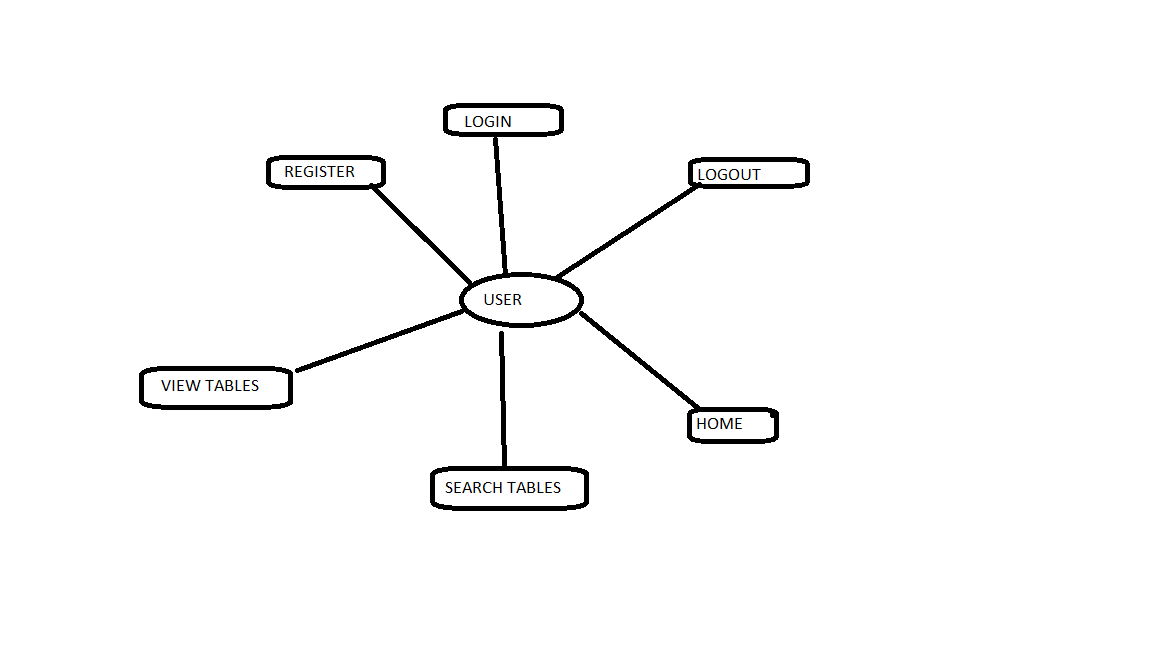 LOGIN
REGISTER
LOGOUT
USER
VIEW TABLES
HOME
SEARCH TABLES